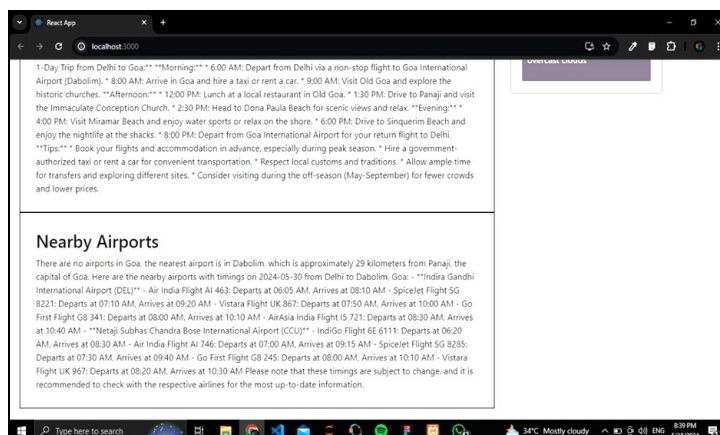 React App
localhost:3000
1-Day Trip from Delhi to Goa:** **Morning:** * 6:00 AM: Depart from Delhi via a non-stop flight to Goa International
Airport (Dabolim). * 8:00 AM: Arrive in Goa and hire a taxi or rent a car. * 9:00 AM: Visit Old Goa and explore the
historic churches. **Afternoon:** * 12:00 PM: Lunch at a local restaurant in Old Goa. * 1:30 PM: Drive to Panaji and visit
the Immaculate Conception Church. * 2:30 PM: Head to Dona Paula Beach for scenic views and relax. **Evening:** *
4:00 PM: Visit Miramar Beach and enjoy water sports or relax on the shore. * 6:00 PM: Drive to Sinquerim Beach and
enjoy the nightlife at the shacks. * 8:00 PM: Depart from Goa International Airport for your return flight to Delhi.
**Tips:** * Book your flights and accommodation in advance, especially during peak season. * Hire a government-
authorized taxi or rent a car for convenient transportation. * Respect local customs and traditions. * Allow ample time
for transfers and exploring different sites. * Consider visiting during the off-season (May-September) for fewer crowds
and lower prices.
overcast clouds
Nearby Airports
There are no airports in Goa, the nearest airport is in Dabolim, which is approximately 29 kilometers from Panaji, the
capital of Goa. Here are the nearby airports with timings on 2024-05-30 from Delhi to Dabolim, Goa: - **Indira Gandhi
International Airport (DEL)** - Air India Flight AI 463: Departs at 06:05 AM, Arrives at 08:10 AM - SpiceJet Flight SG
8221: Departs at 07:10 AM, Arrives at 09:20 AM - Vistara Flight UK 867: Departs at 07:50 AM, Arrives at 10:00 AM - Go
First Flight G8 341: Departs at 08:00 AM, Arrives at 10:10 AM - AirAsia India Flight I5 721: Departs at 08:30 AM, Arrives
at 10:40 AM - **Netaji Subhas Chandra Bose International Airport (CCU)** - IndiGo Flight 6E 6111: Departs at 06:20
AM, Arrives at 08:30 AM - Air India Flight AI 746: Departs at 07:00 AM, Arrives at 09:15 AM - SpiceJet Flight SG 8285:
Departs at 07:30 AM, Arrives at 09:40 AM - Go First Flight G8 245: Departs at 08:00 AM, Arrives at 10:10 AM - Vistara
Flight UK 967: Departs at 08:20 AM, Arrives at 10:30 AM Please note that these timings are subject to change, and it is
recommended to check with the respective airlines for the most up-to-date information.
Type here to search
34°C Mostly cloudy
ENG
8:39 PM